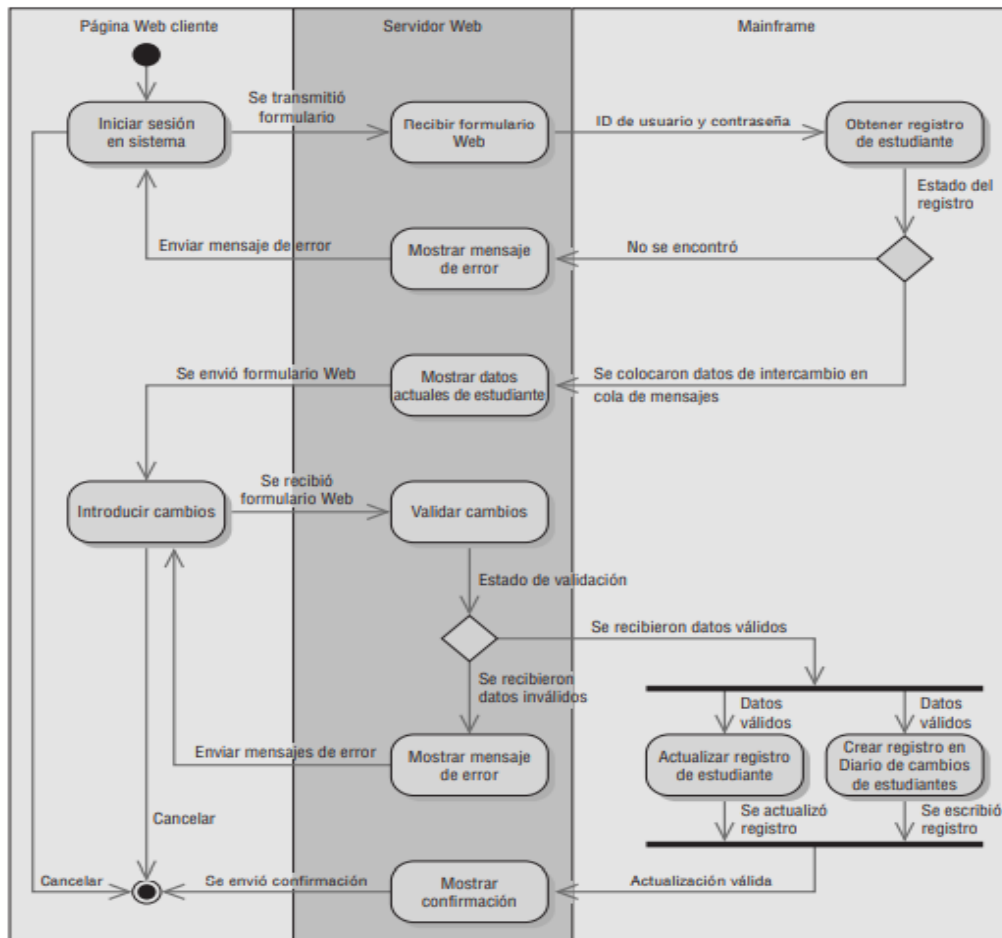 Página Web cliente
Servidor Web
Mainframe
Iniciar sesión
en sistema
Se transmitió
formulario
Recibir formulario
Web
ID de usuario y contraseña
Obtener registro
de estudiante
Estado del
registro
Enviar mensaje de error
Mostrar mensaje
de error
No se encontró
Se envió formulario Web
Mostrar datos
actuales de estudiante
Se colocaron datos de intercambio en
cola de mensajes
Introducir cambios
Se recibió
formulario Web
Validar cambios
Estado de validación
Se recibieron datos válidos
Se recibieron
datos inválidos
Datos
válidos
Datos
válidos
Enviar mensajes de error
Mostrar mensaje
de error
Actualizar registro
de estudiante
Crear registro en
Diario de cambios
de estudiantes
Se actualizó
registro
Se escribió
registro
Cancelar
Cancelar
Se envió confirmación
Mostrar
confirmación
Actualización válida